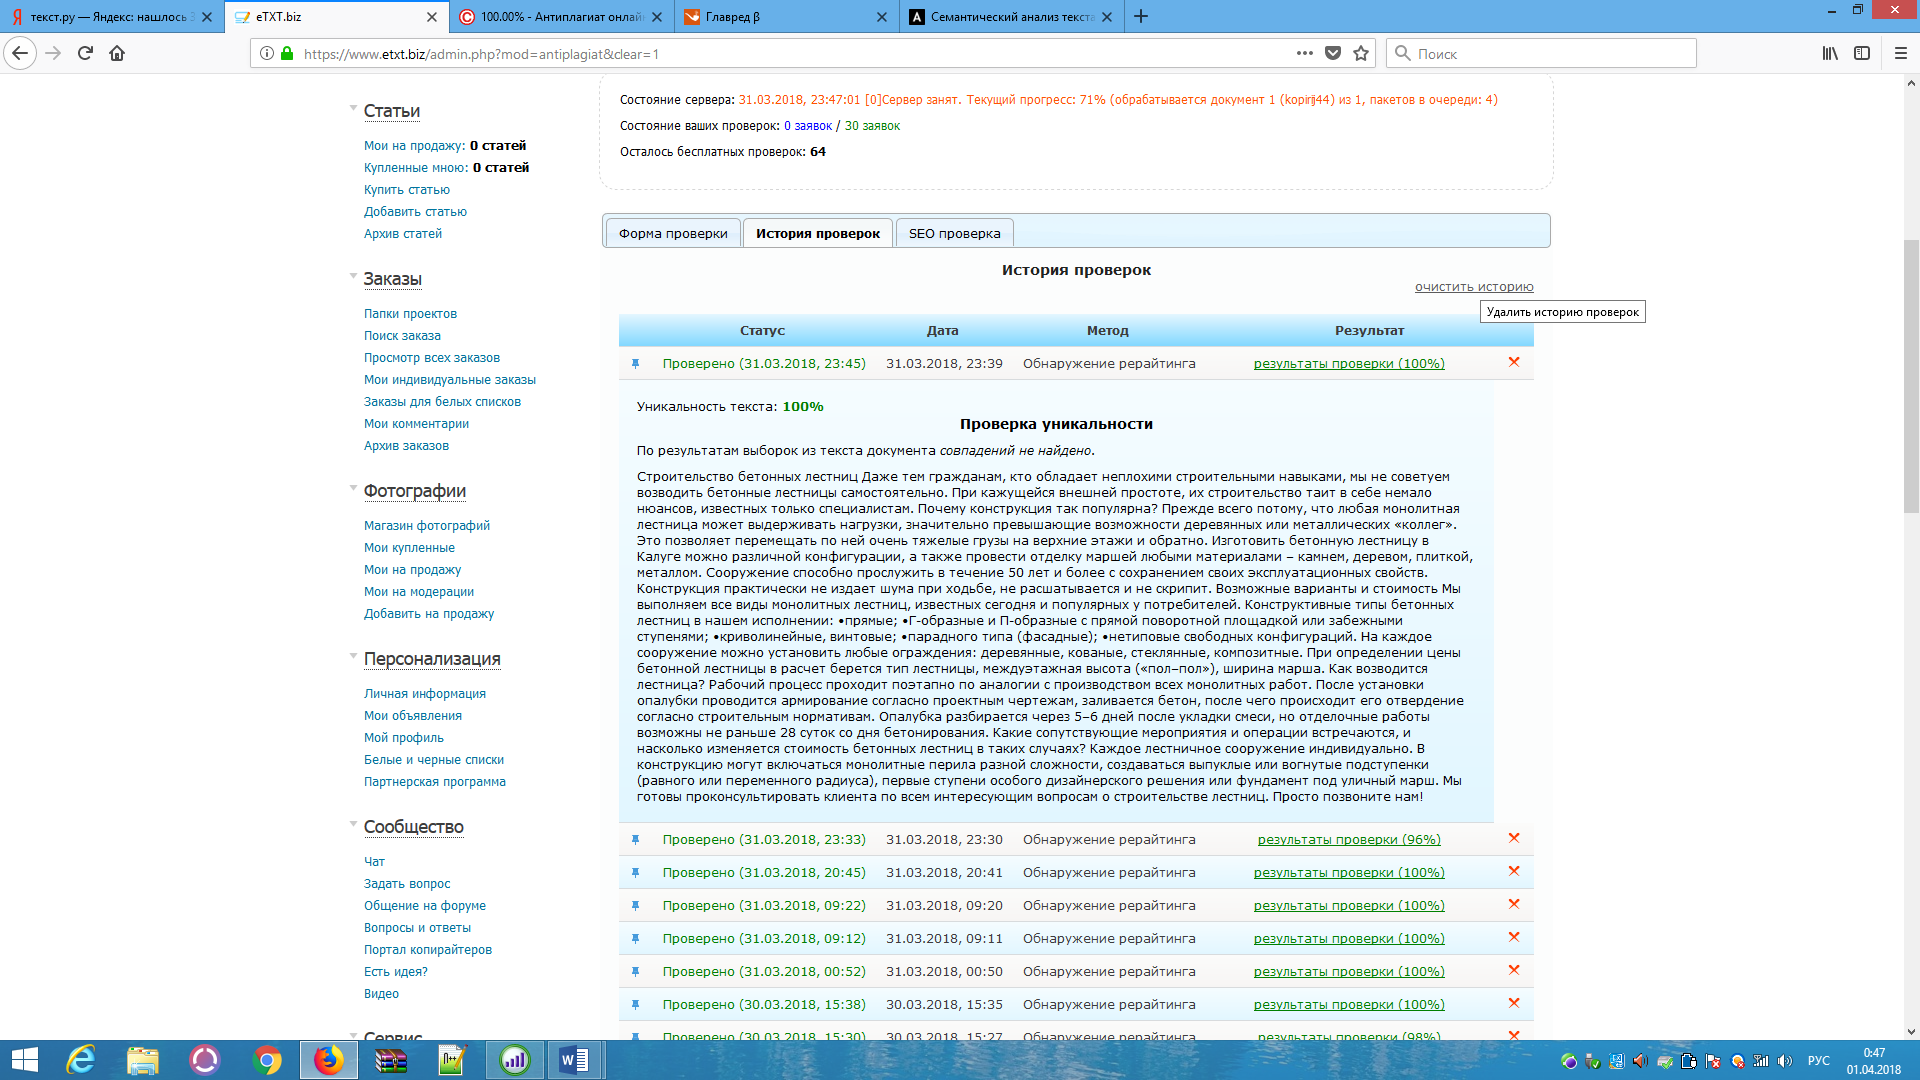 текст.ру — Яндекс: нашлось
eTXT.biz
100.00% - Антиплагиат онлайн
Главред β
Семантический анализ текста
https://www.etxt.biz/admin.php?mod=antiplagiat&clear=1
Поиск
Статьи
Мои на продажу: 0 статей
Купленные мною: 0 статей
Купить статью
Добавить статью
Архив статей
Заказы
Папки проектов
Поиск заказа
Просмотр всех заказов
Мои индивидуальные заказы
Заказы для белых списков
Мои комментарии
Архив заказов
Фотографии
Магазин фотографий
Мои купленные
Мои на продажу
Мои на модерации
Добавить на продажу
Персонализация
Личная информация
Мои объявления
Мой профиль
Белые и черные списки
Партнерская программа
Сообщество
Чат
Задать вопрос
Общение на форуме
Вопросы и ответы
Портал копирайтеров
Есть идея?
Видео
Сервис
Состояние сервера: 31.03.2018, 23:47:01 [0]Сервер занят. Текущий прогресс: 71% (обрабатывается документ 1 (kopirij44) из 1, пакетов в очереди: 4)
Состояние ваших проверок: 0 заявок / 30 заявок
Осталось бесплатных проверок: 64
Форма проверки
История проверок
SEO проверка
История проверок
очистить историю
Удалить историю проверок
Статус Дата Метод Результат
Проверено (31.03.2018, 23:45) 31.03.2018, 23:39 Обнаружение рерайтинга результаты проверки (100%)
Уникальность текста: 100%
Проверка уникальности
По результатам выборок из текста документа совпадений не найдено.
Строительство бетонных лестниц Даже тем гражданам, кто обладает неплохими строительными навыками, мы не советуем
возводить бетонные лестницы самостоятельно. При кажущейся внешней простоте, их строительство таит в себе немало
нюансов, известных только специалистам. Почему конструкция так популярна? Прежде всего потому, что любая монолитная
лестница может выдерживать нагрузки, значительно превышающие возможности деревянных или металлических «коллег».
Это позволяет перемещать по ней очень тяжелые грузы на верхние этажи и обратно. Изготовить бетонную лестницу в
Калуге можно различной конфигурации, а также провести отделку маршей любыми материалами – камнем, деревом, плиткой,
металлом. Сооружение способно прослужить в течение 50 лет и более с сохранением своих эксплуатационных свойств.
Конструкция практически не издает шума при ходьбе, не расшатывается и не скрипит. Возможные варианты и стоимость Мы
выполняем все виды монолитных лестниц, известных сегодня и популярных у потребителей. Конструктивные типы бетонных
лестниц в нашем исполнении: •прямые; •Г-образные и П-образные с прямой поворотной площадкой или забежными
ступенями; •криволинейные, винтовые; •парадного типа (фасадные); •нетиповые свободных конфигураций. На каждое
сооружение можно установить любые ограждения: деревянные, кованые, стеклянные, композитные. При определении цены
бетонной лестницы в расчет берется тип лестницы, междуэтажная высота («пол–пол»), ширина марша. Как возводится
лестница? Рабочий процесс проходит поэтапно по аналогии с производством всех монолитных работ. После установки
опалубки проводится армирование согласно проектным чертежам, заливается бетон, после чего происходит его отвердение
согласно строительным нормативам. Опалубка разбирается через 5–6 дней после укладки смеси, но отделочные работы
возможны не раньше 28 суток со дня бетонирования. Какие сопутствующие мероприятия и операции встречаются, и
насколько изменяется стоимость бетонных лестниц в таких случаях? Каждое лестничное сооружение индивидуально. В
конструкцию могут включаться монолитные перила разной сложности, создаваться выпуклые или вогнутые подступенки
(равного или переменного радиуса), первые ступени особого дизайнерского решения или фундамент под уличный марш. Мы
готовы проконсультировать клиента по всем интересующим вопросам о строительстве лестниц. Просто позвоните нам!
Проверено (31.03.2018, 23:33) 31.03.2018, 23:30 Обнаружение рерайтинга результаты проверки (96%)
Проверено (31.03.2018, 20:45) 31.03.2018, 20:41 Обнаружение рерайтинга результаты проверки (100%)
Проверено (31.03.2018, 09:22) 31.03.2018, 09:20 Обнаружение рерайтинга результаты проверки (100%)
Проверено (31.03.2018, 09:12) 31.03.2018, 09:11 Обнаружение рерайтинга результаты проверки (100%)
Проверено (31.03.2018, 00:52) 31.03.2018, 00:50 Обнаружение рерайтинга результаты проверки (100%)
Проверено (30.03.2018, 15:38) 30.03.2018, 15:35 Обнаружение рерайтинга результаты проверки (100%)
Проверено (30.03.2018, 15:30) 30.03.2018, 15:27 Обнаружение рерайтинга результаты проверки (98%)
РУС
0:47
01.04.2018